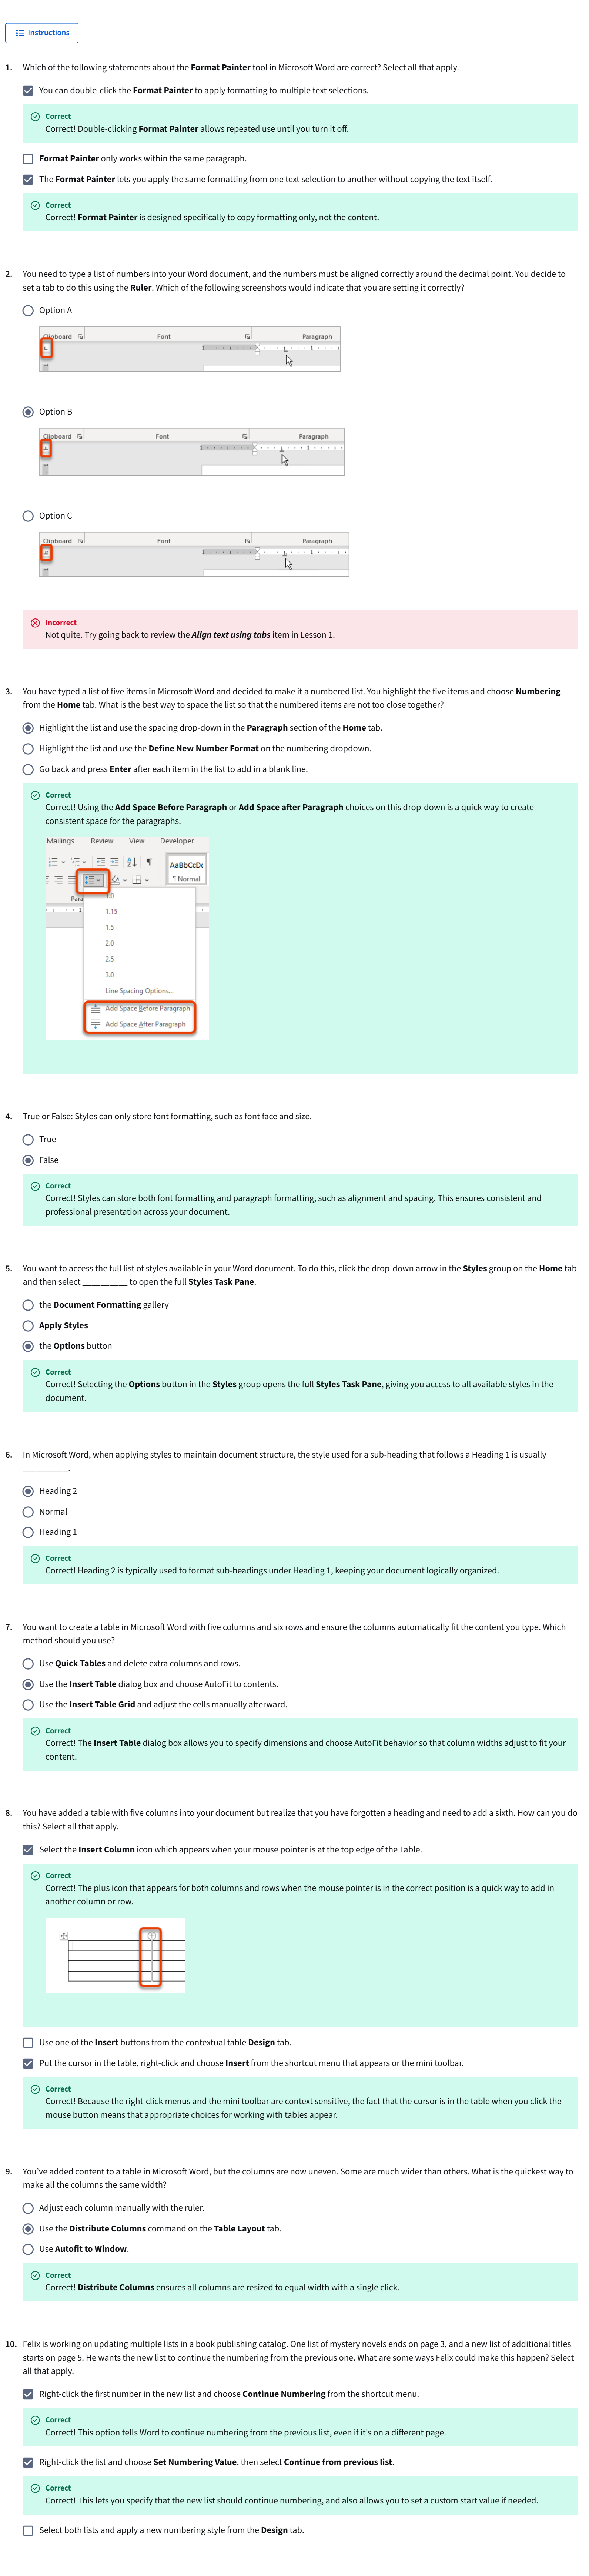 Instructions
1. Which of the following statements about the Format Painter tool in Microsoft Word are correct? Select all that apply.
You can double-click the Format Painter to apply formatting to multiple text selections.
Correct
Correct! Double-clicking Format Painter allows repeated use until you turn it off.
Format Painter only works within the same paragraph.
The Format Painter lets you apply the same formatting from one text selection to another without copying the text itself.
Correct
Correct! Format Painter is designed specifically to copy formatting only, not the content.
2. You need to type a list of numbers into your Word document, and the numbers must be aligned correctly around the decimal point. You decide to
set a tab to do this using the Ruler. Which of the following screenshots would indicate that you are setting it correctly?
Option A
Clipboard Font Paragraph
1
Option B
Clipboard Font Paragraph
1
Option C
Clipboard Font Paragraph
1
Incorrect
Not quite. Try going back to review the Align text using tabs item in Lesson 1.
3. You have typed a list of five items in Microsoft Word and decided to make it a numbered list. You highlight the five items and choose Numbering
from the Home tab. What is the best way to space the list so that the numbered items are not too close together?
Highlight the list and use the spacing drop-down in the Paragraph section of the Home tab.
Highlight the list and use the Define New Number Format on the numbering dropdown.
Go back and press Enter after each item in the list to add in a blank line.
Correct
Correct! Using the Add Space Before Paragraph or Add Space after Paragraph choices on this drop-down is a quick way to create
consistent space for the paragraphs.
Mailings Review View Developer
AaBbCcDc
¶ Normal
Para 1.0
1.15
1.5
2.0
2.5
3.0
Line Spacing Options...
Add Space Before Paragraph
Add Space After Paragraph
4. True or False: Styles can only store font formatting, such as font face and size.
True
False
Correct
Correct! Styles can store both font formatting and paragraph formatting, such as alignment and spacing. This ensures consistent and
professional presentation across your document.
5. You want to access the full list of styles available in your Word document. To do this, click the drop-down arrow in the Styles group on the Home tab
and then select __________ to open the full Styles Task Pane.
the Document Formatting gallery
Apply Styles
the Options button
Correct
Correct! Selecting the Options button in the Styles group opens the full Styles Task Pane, giving you access to all available styles in the
document.
6. In Microsoft Word, when applying styles to maintain document structure, the style used for a sub-heading that follows a Heading 1 is usually
__________.
Heading 2
Normal
Heading 1
Correct
Correct! Heading 2 is typically used to format sub-headings under Heading 1, keeping your document logically organized.
7. You want to create a table in Microsoft Word with five columns and six rows and ensure the columns automatically fit the content you type. Which
method should you use?
Use Quick Tables and delete extra columns and rows.
Use the Insert Table dialog box and choose AutoFit to contents.
Use the Insert Table Grid and adjust the cells manually afterward.
Correct
Correct! The Insert Table dialog box allows you to specify dimensions and choose AutoFit behavior so that column widths adjust to fit your
content.
8. You have added a table with five columns into your document but realize that you have forgotten a heading and need to add a sixth. How can you do
this? Select all that apply.
Select the Insert Column icon which appears when your mouse pointer is at the top edge of the Table.
Correct
Correct! The plus icon that appears for both columns and rows when the mouse pointer is in the correct position is a quick way to add in
another column or row.
Use one of the Insert buttons from the contextual table Design tab.
Put the cursor in the table, right-click and choose Insert from the shortcut menu that appears or the mini toolbar.
Correct
Correct! Because the right-click menus and the mini toolbar are context sensitive, the fact that the cursor is in the table when you click the
mouse button means that appropriate choices for working with tables appear.
9. You've added content to a table in Microsoft Word, but the columns are now uneven. Some are much wider than others. What is the quickest way to
make all the columns the same width?
Adjust each column manually with the ruler.
Use the Distribute Columns command on the Table Layout tab.
Use Autofit to Window.
Correct
Correct! Distribute Columns ensures all columns are resized to equal width with a single click.
10. Felix is working on updating multiple lists in a book publishing catalog. One list of mystery novels ends on page 3, and a new list of additional titles
starts on page 5. He wants the new list to continue the numbering from the previous one. What are some ways Felix could make this happen? Select
all that apply.
Right-click the first number in the new list and choose Continue Numbering from the shortcut menu.
Correct
Correct! This option tells Word to continue numbering from the previous list, even if it's on a different page.
Right-click the list and choose Set Numbering Value, then select Continue from previous list.
Correct
Correct! This lets you specify that the new list should continue numbering, and also allows you to set a custom start value if needed.
Select both lists and apply a new numbering style from the Design tab.